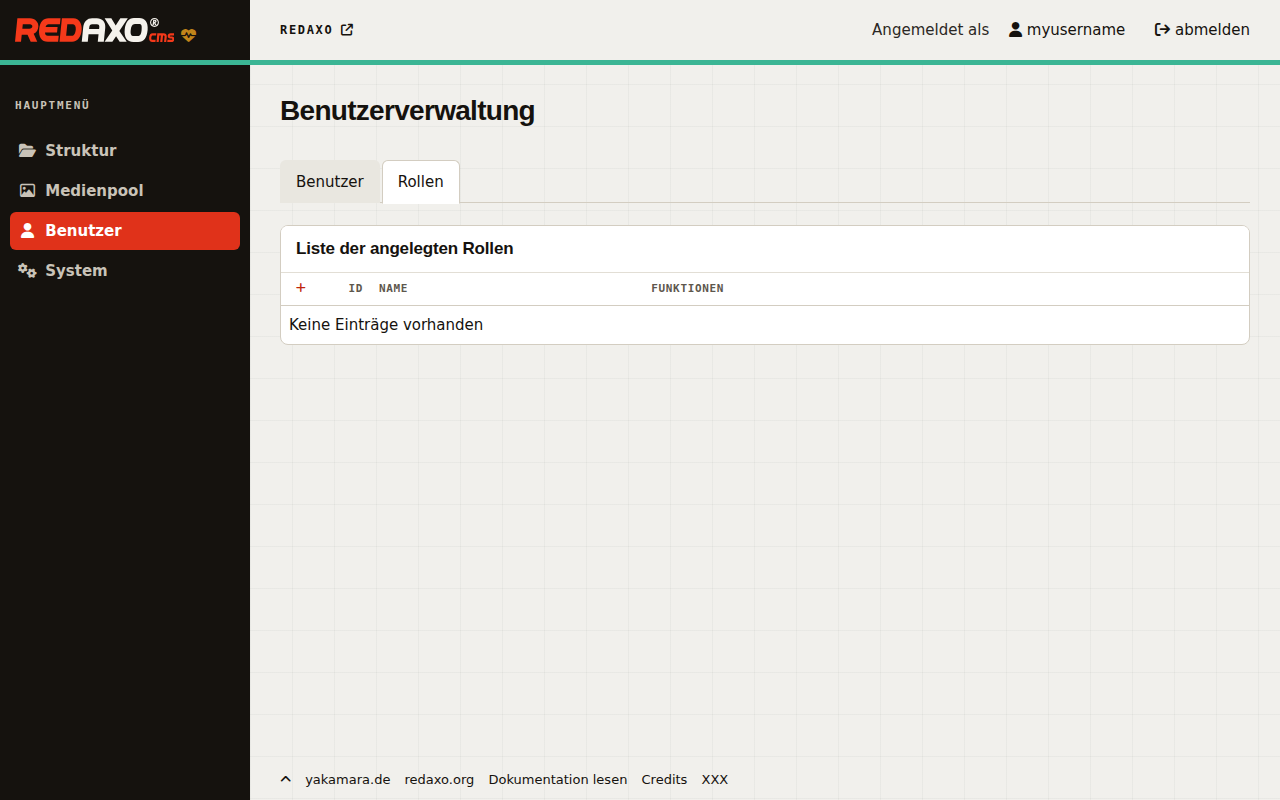 REDAXO® cms
REDAXO
Angemeldet als myusername abmelden
HAUPTMENÜ
Struktur
Medienpool
Benutzer
System
Benutzerverwaltung
Benutzer Rollen
Liste der angelegten Rollen
+ ID NAME FUNKTIONEN
Keine Einträge vorhanden
yakamara.de redaxo.org Dokumentation lesen Credits XXX